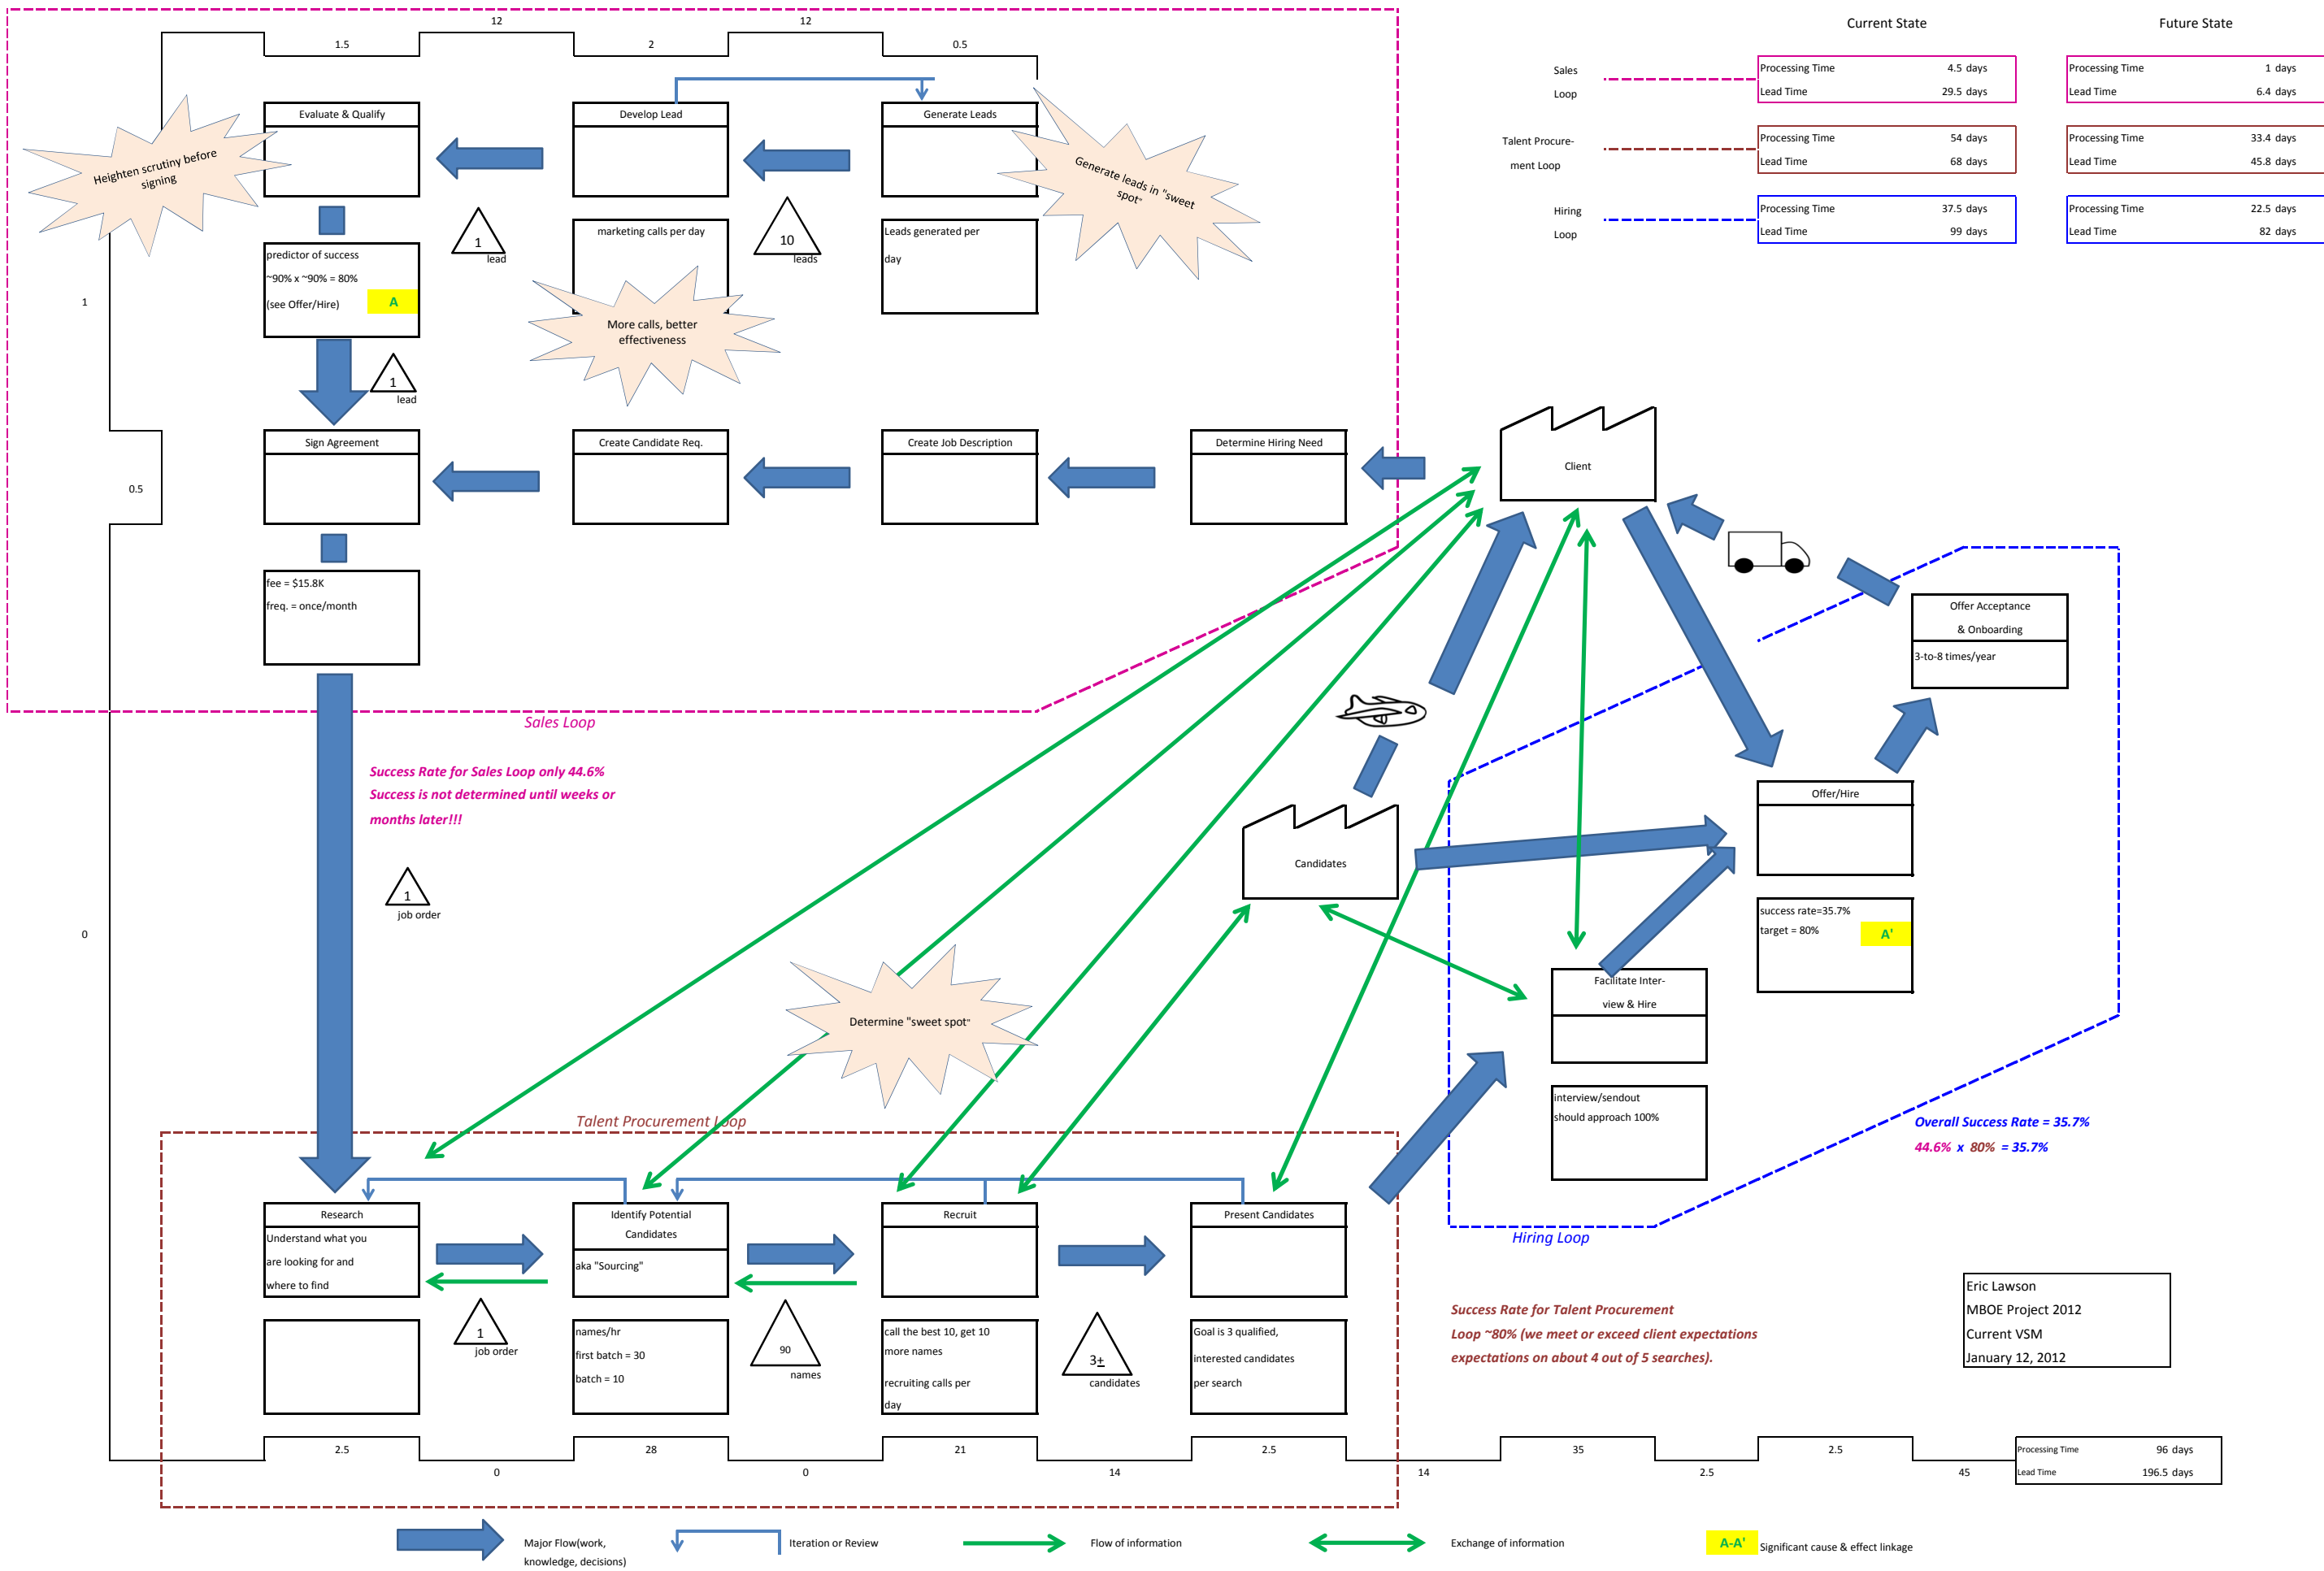 12
12
1.5
2
0.5
Current State
Future State
Sales
Loop
Processing Time 4.5 days
Lead Time 29.5 days
Processing Time 1 days
Lead Time 6.4 days
Talent Procure-
ment Loop
Processing Time 54 days
Lead Time 68 days
Processing Time 33.4 days
Lead Time 45.8 days
Hiring
Loop
Processing Time 37.5 days
Lead Time 99 days
Processing Time 22.5 days
Lead Time 82 days
Evaluate & Qualify
Develop Lead
Generate Leads
Heighten scrutiny before
signing
Generate leads in "sweet
spot"
predictor of success
~90% x ~90% = 80%
(see Offer/Hire)
A
1
lead
marketing calls per day
10
leads
Leads generated per
day
More calls, better
effectiveness
1
1
lead
Sign Agreement
Create Candidate Req.
Create Job Description
Determine Hiring Need
Client
0.5
fee = $15.8K
freq. = once/month
Offer Acceptance
& Onboarding
3-to-8 times/year
Sales Loop
Success Rate for Sales Loop only 44.6%
Success is not determined until weeks or
months later!!!
Offer/Hire
Candidates
1
job order
0
success rate=35.7%
target = 80%
A'
Facilitate Inter-
view & Hire
Determine "sweet spot"
interview/sendout
should approach 100%
Talent Procurement Loop
Overall Success Rate = 35.7%
44.6% x 80% = 35.7%
Research
Understand what you
are looking for and
where to find
Identify Potential
Candidates
aka "Sourcing"
Recruit
Present Candidates
Hiring Loop
1
job order
names/hr
first batch = 30
batch = 10
90
names
call the best 10, get 10
more names
recruiting calls per
day
3±
candidates
Goal is 3 qualified,
interested candidates
per search
Success Rate for Talent Procurement
Loop ~80% (we meet or exceed client expectations
expectations on about 4 out of 5 searches).
Eric Lawson
MBOE Project 2012
Current VSM
January 12, 2012
2.5
28
21
2.5
35
2.5
0
0
14
14
2.5
45
Processing Time 96 days
Lead Time 196.5 days
Major Flow(work,
knowledge, decisions)
Iteration or Review
Flow of information
Exchange of information
A-A'
Significant cause & effect linkage